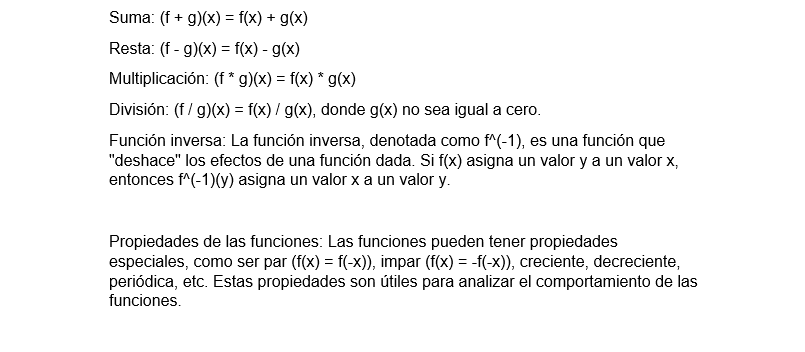 Suma: (f + g)(x) = f(x) + g(x)
Resta: (f - g)(x) = f(x) - g(x)
Multiplicación: (f * g)(x) = f(x) * g(x)
División: (f / g)(x) = f(x) / g(x), donde g(x) no sea igual a cero.
Función inversa: La función inversa, denotada como f^(-1), es una función que
"deshace" los efectos de una función dada. Si f(x) asigna un valor y a un valor x,
entonces f^(-1)(y) asigna un valor x a un valor y.
Propiedades de las funciones: Las funciones pueden tener propiedades
especiales, como ser par (f(x) = f(-x)), impar (f(x) = -f(-x)), creciente, decreciente,
periódica, etc. Estas propiedades son útiles para analizar el comportamiento de las
funciones.